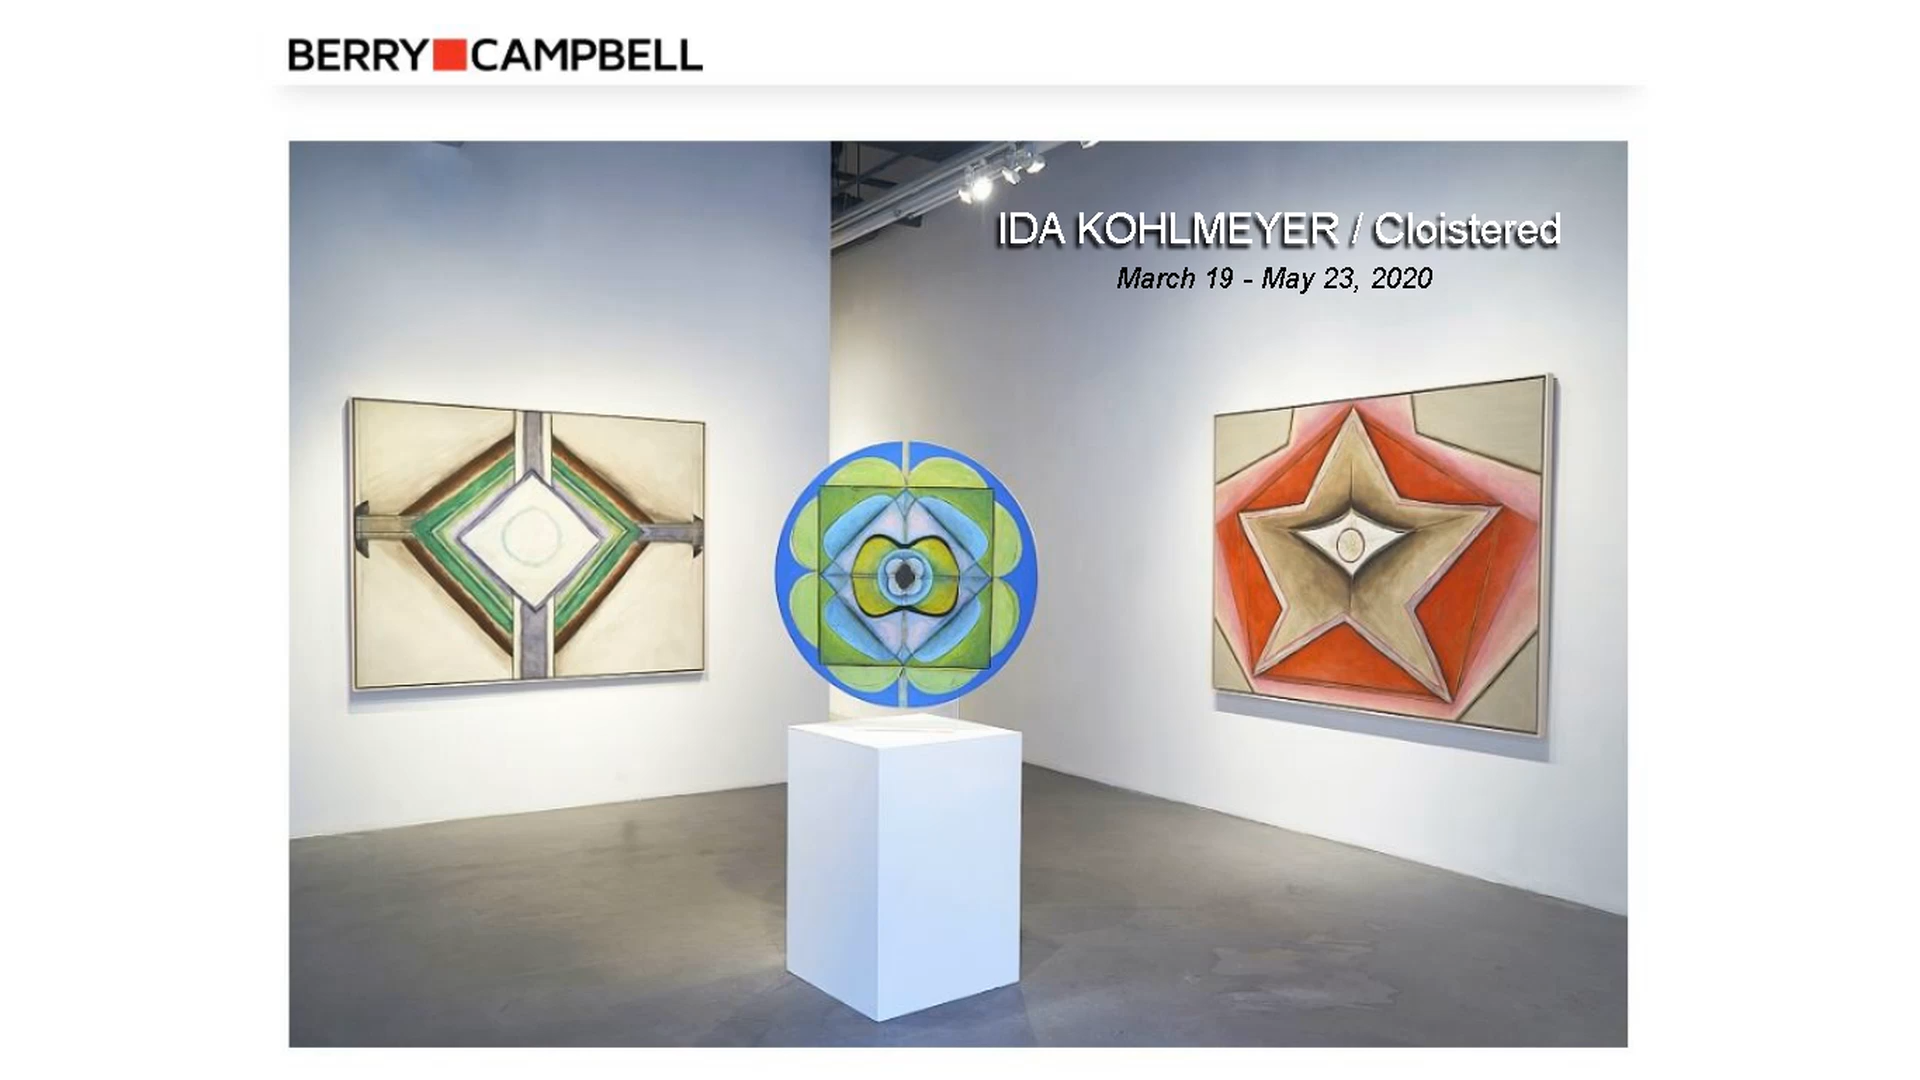 BERRY CAMPBELL
IDA KOHLMEYER / Cloistered
March 19 - May 23, 2020